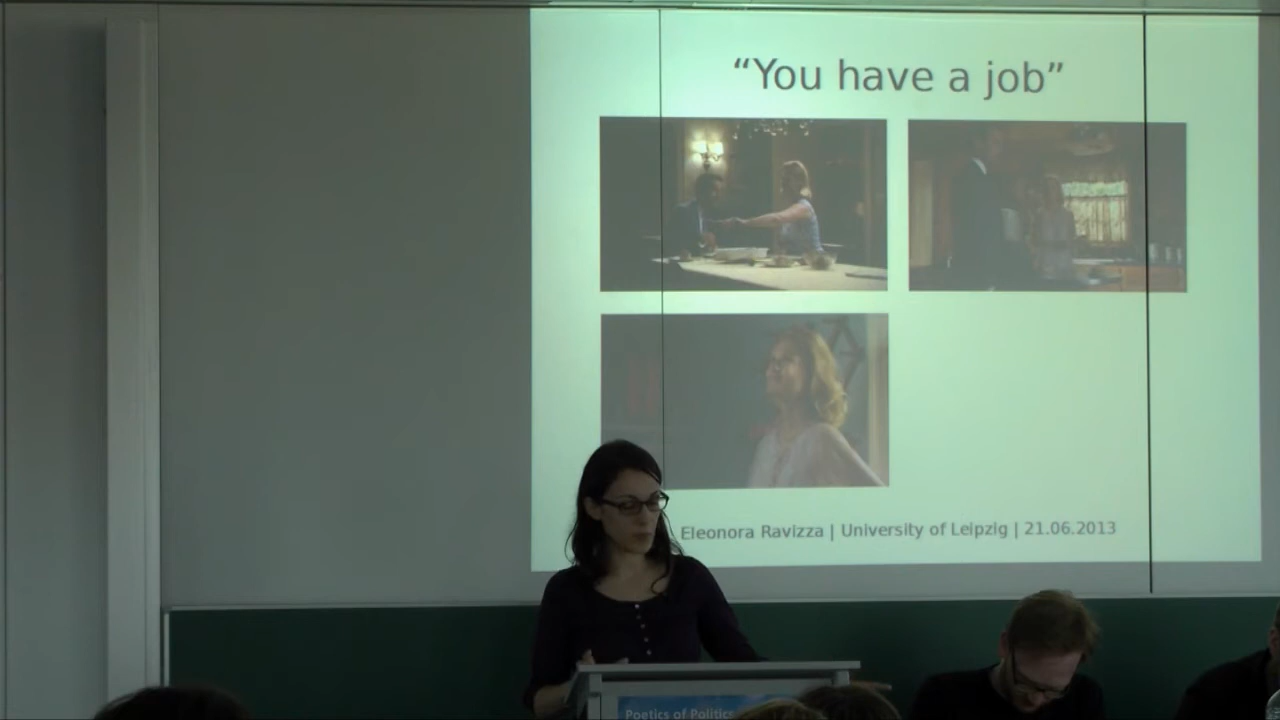 “You have a job”
Eleonora Ravizza | University of Leipzig | 21.06.2013
Poetics of Politics